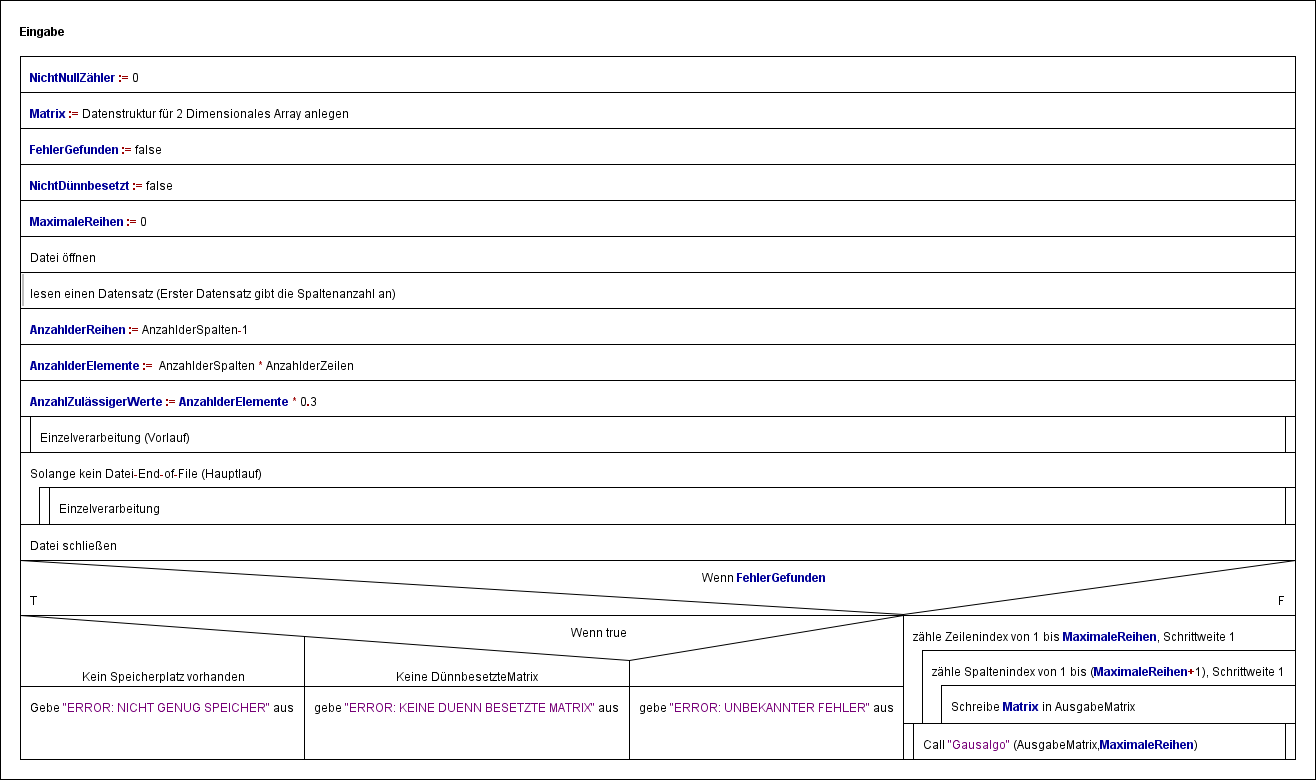 Eingabe
NichtNullZähler := 0
Matrix := Datenstruktur für 2 Dimensionales Array anlegen
FehlerGefunden := false
NichtDünnbesetzt := false
MaximaleReihen := 0
Datei öffnen
lesen einen Datensatz (Erster Datensatz gibt die Spaltenanzahl an)
AnzahlderReihen := AnzahlderSpalten-1
AnzahlderElemente := AnzahlderSpalten * AnzahlderZeilen
AnzahlZulässigerWerte := AnzahlderElemente * 0.3
Einzelverarbeitung (Vorlauf)
Solange kein Datei-End-of-File (Hauptlauf)
Einzelverarbeitung
Datei schließen
Wenn FehlerGefunden
T
F
Wenn true
Kein Speicherplatz vorhanden
Keine DünnbesetzteMatrix
Gebe "ERROR: NICHT GENUG SPEICHER" aus
gebe "ERROR: KEINE DUENN BESETZTE MATRIX" aus
gebe "ERROR: UNBEKANNTER FEHLER" aus
zähle Zeilenindex von 1 bis MaximaleReihen, Schrittweite 1
zähle Spaltenindex von 1 bis (MaximaleReihen+1), Schrittweite 1
Schreibe Matrix in AusgabeMatrix
Call "Gausalgo" (AusgabeMatrix,MaximaleReihen)